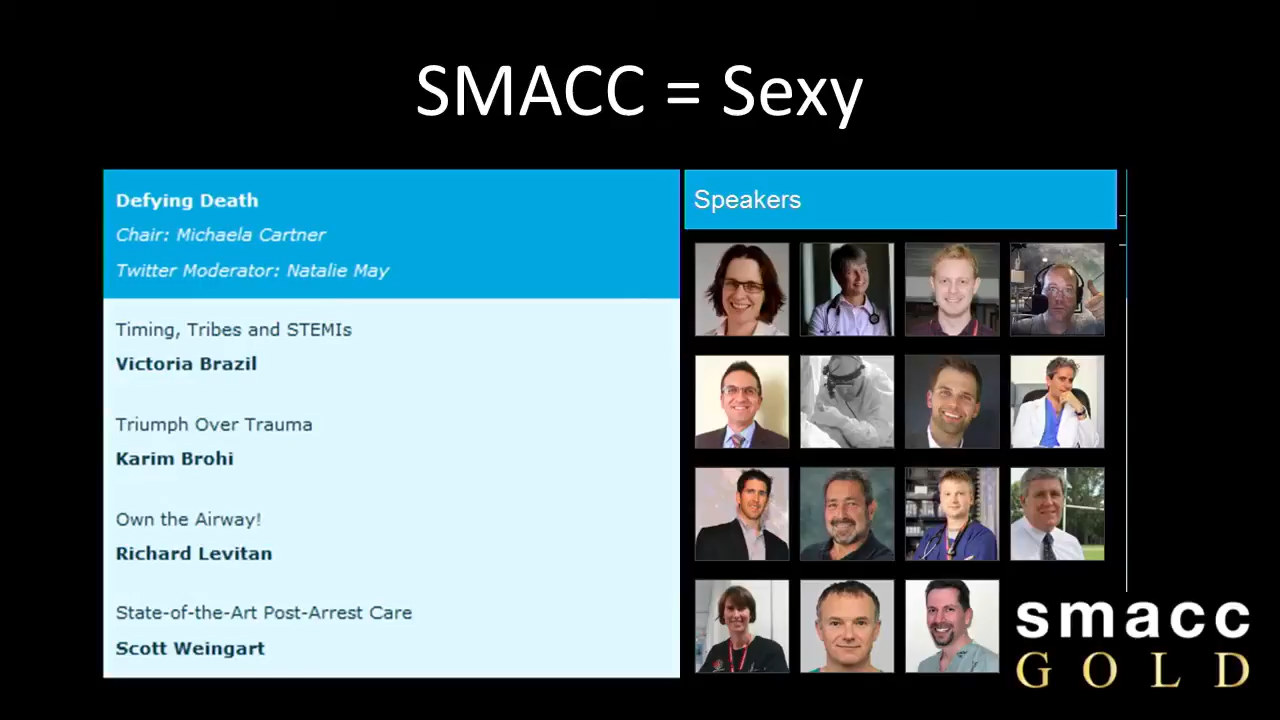 SMACC = Sexy
Defying Death
Chair: Michaela Cartner
Twitter Moderator: Natalie May
Timing, Tribes and STEMIs
Victoria Brazil
Triumph Over Trauma
Karim Brohi
Own the Airway!
Richard Levitan
State-of-the-Art Post-Arrest Care
Scott Weingart
Speakers
smacc
GOLD